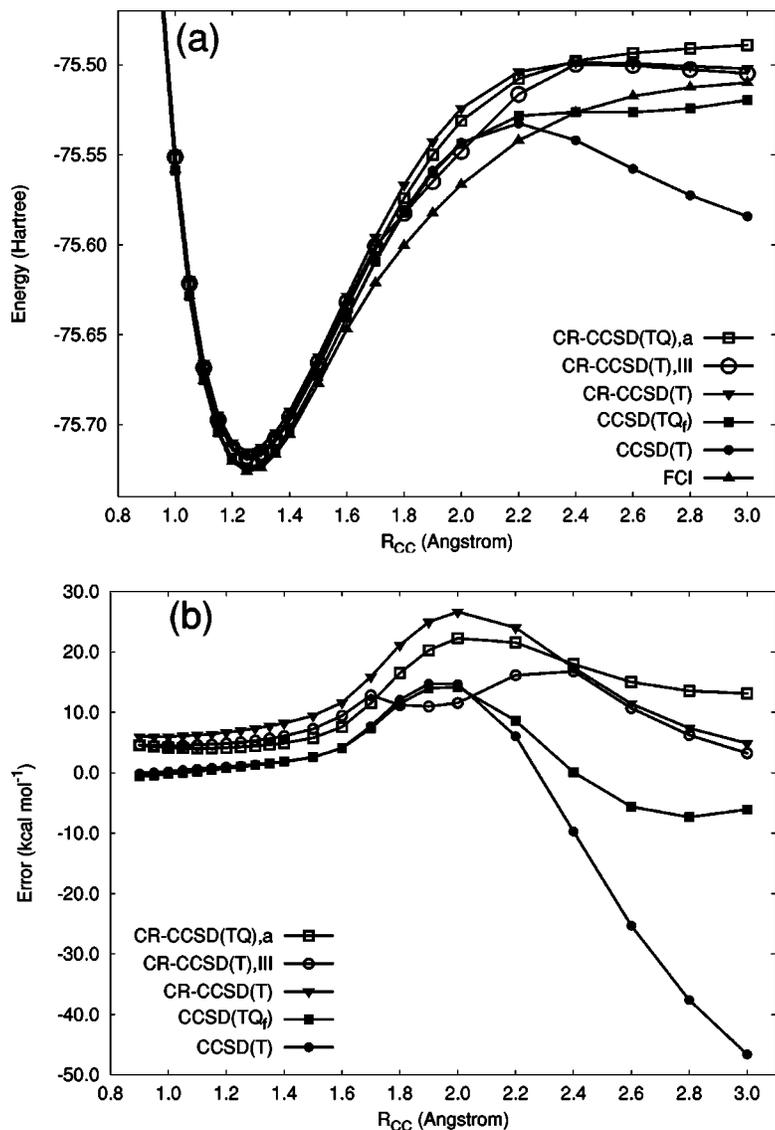 (a)
-75.50
-75.55
-75.60
-75.65
-75.70
Energy (Hartree)
CR-CCSD(TQ),a
CR-CCSD(T),III
CR-CCSD(T)
CCSD(TQf)
CCSD(T)
FCI
0.8 1.0 1.2 1.4 1.6 1.8 2.0 2.2 2.4 2.6 2.8 3.0
RCC (Angstrom)
(b)
30.0
20.0
10.0
0.0
-10.0
-20.0
-30.0
-40.0
-50.0
Error (kcal mol-1)
CR-CCSD(TQ),a
CR-CCSD(T),III
CR-CCSD(T)
CCSD(TQf)
CCSD(T)
0.8 1.0 1.2 1.4 1.6 1.8 2.0 2.2 2.4 2.6 2.8 3.0
RCC (Angstrom)